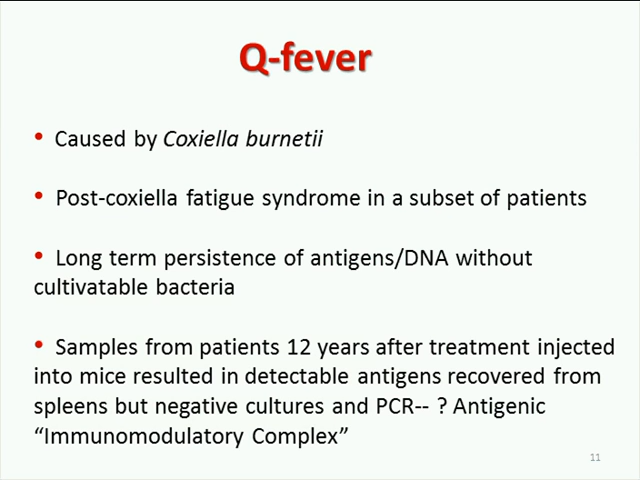 Q-fever
• Caused by Coxiella burnetii
• Post-coxiella fatigue syndrome in a subset of patients
• Long term persistence of antigens/DNA without
cultivatable bacteria
• Samples from patients 12 years after treatment injected
into mice resulted in detectable antigens recovered from
spleens but negative cultures and PCR-- ? Antigenic
“Immunomodulatory Complex”
11